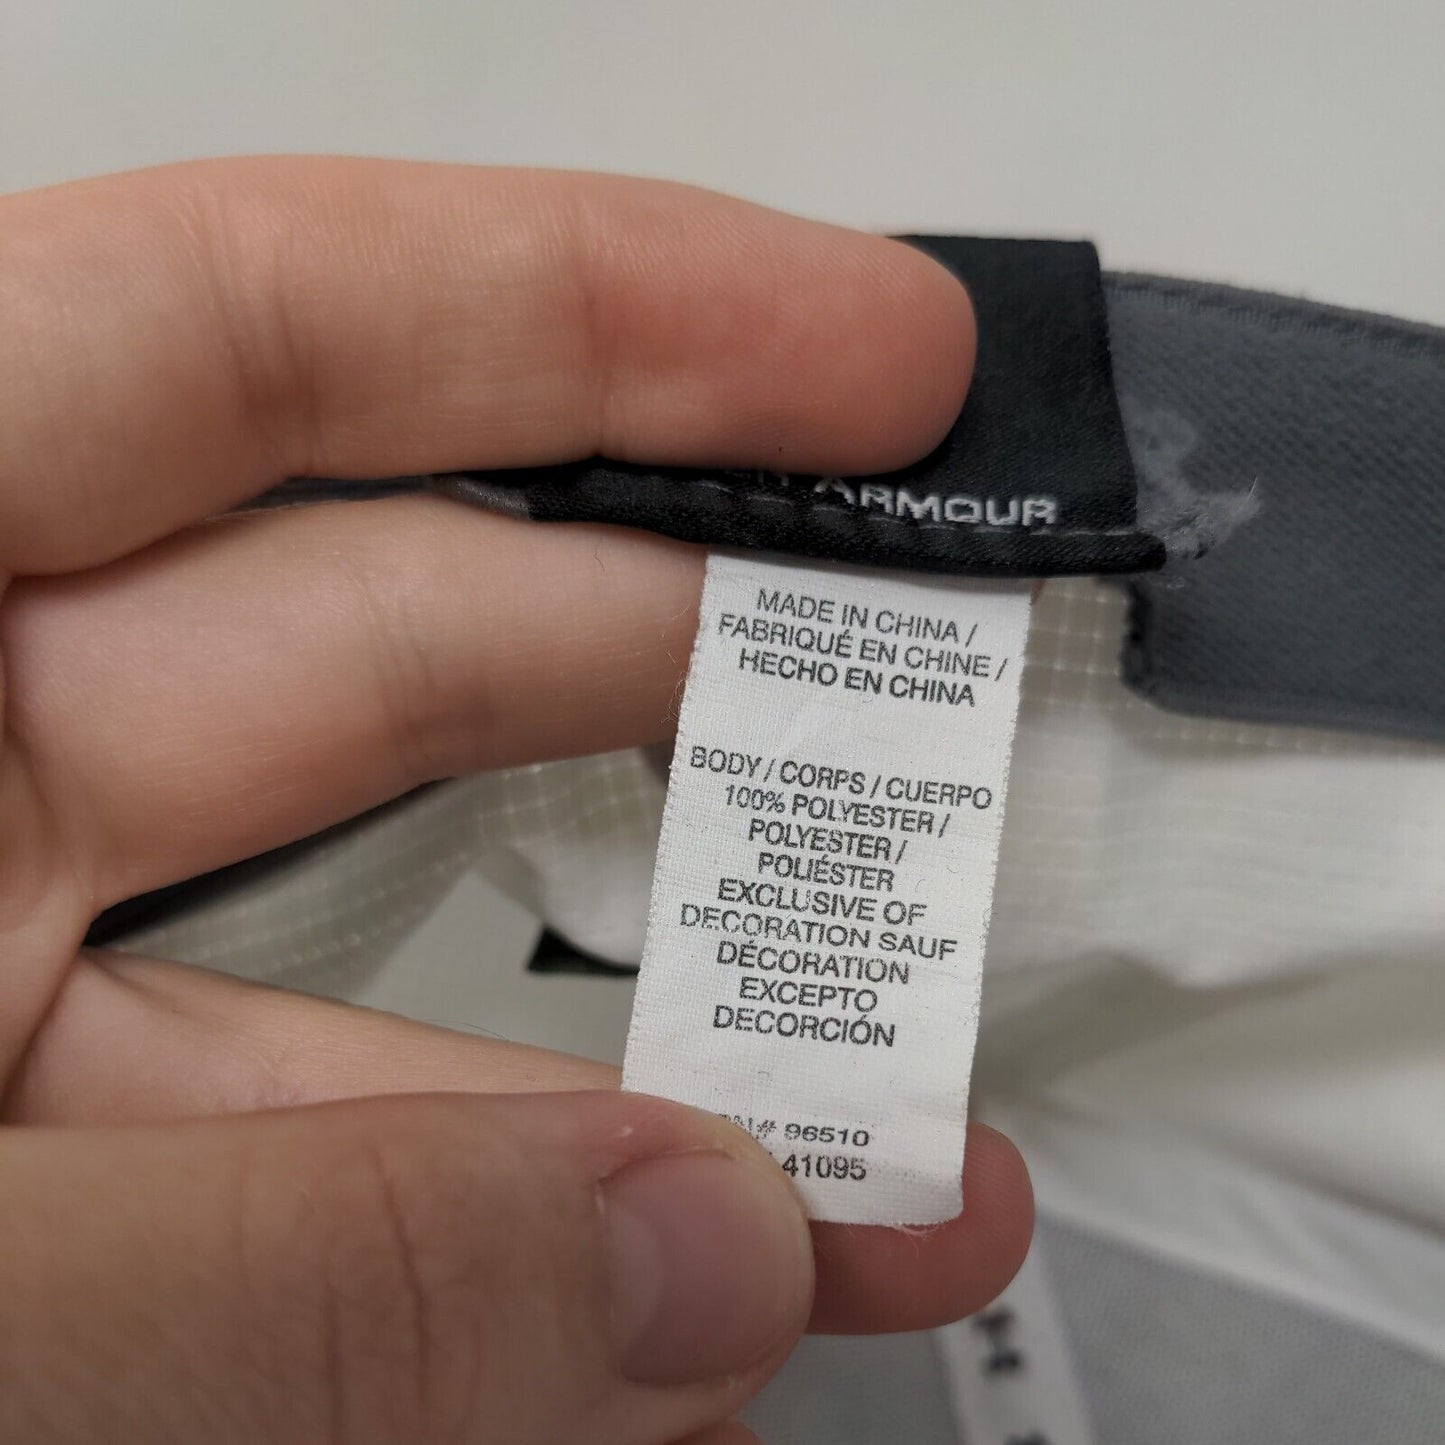 ARMOUR
MADE IN CHINA /
FABRIQUÉ EN CHINE /
HECHO EN CHINA
BODY / CORPS / CUERPO
100% POLYESTER /
POLYESTER /
POLIÉSTER
EXCLUSIVE OF
DECORATION SAUF
DÉCORATION
EXCEPTO
DECORCIÓN
96510
41095